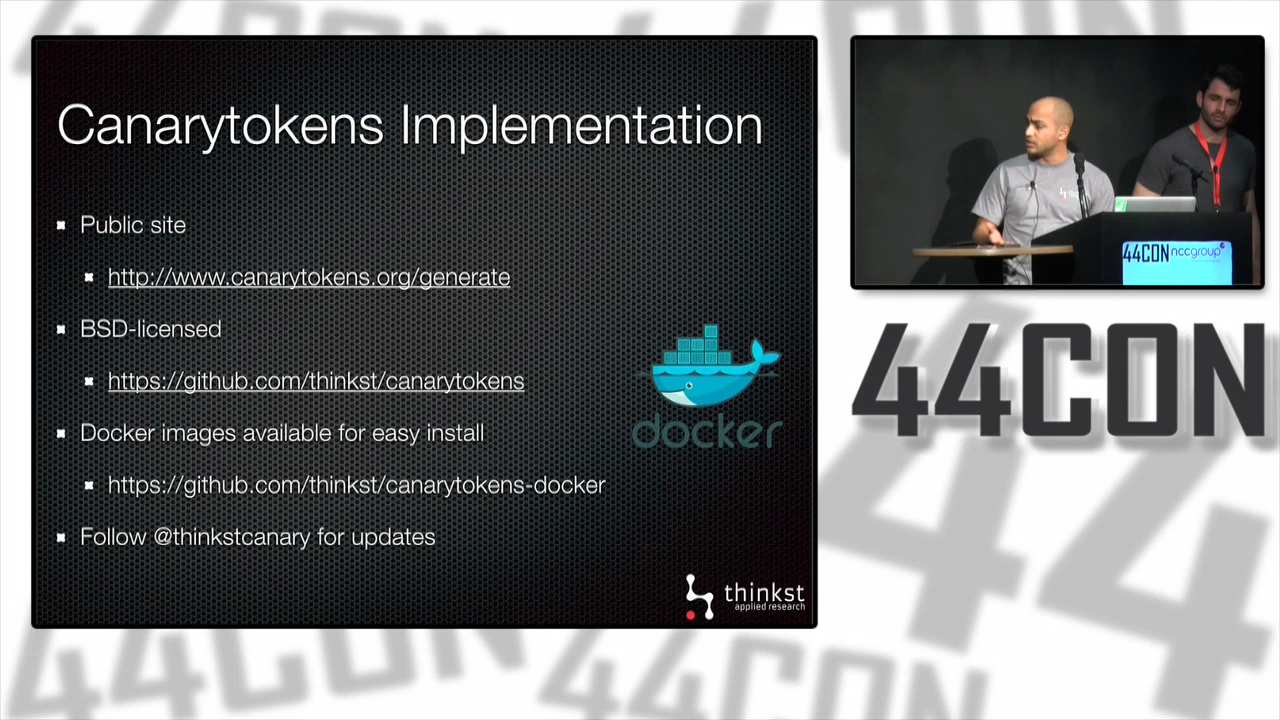 Canarytokens Implementation
Public site
http://www.canarytokens.org/generate
BSD-licensed
https://github.com/thinkst/canarytokens
Docker images available for easy install
https://github.com/thinkst/canarytokens-docker
Follow @thinkstcanary for updates
docker
thinkst
applied research
44CON nccgroup
44CON